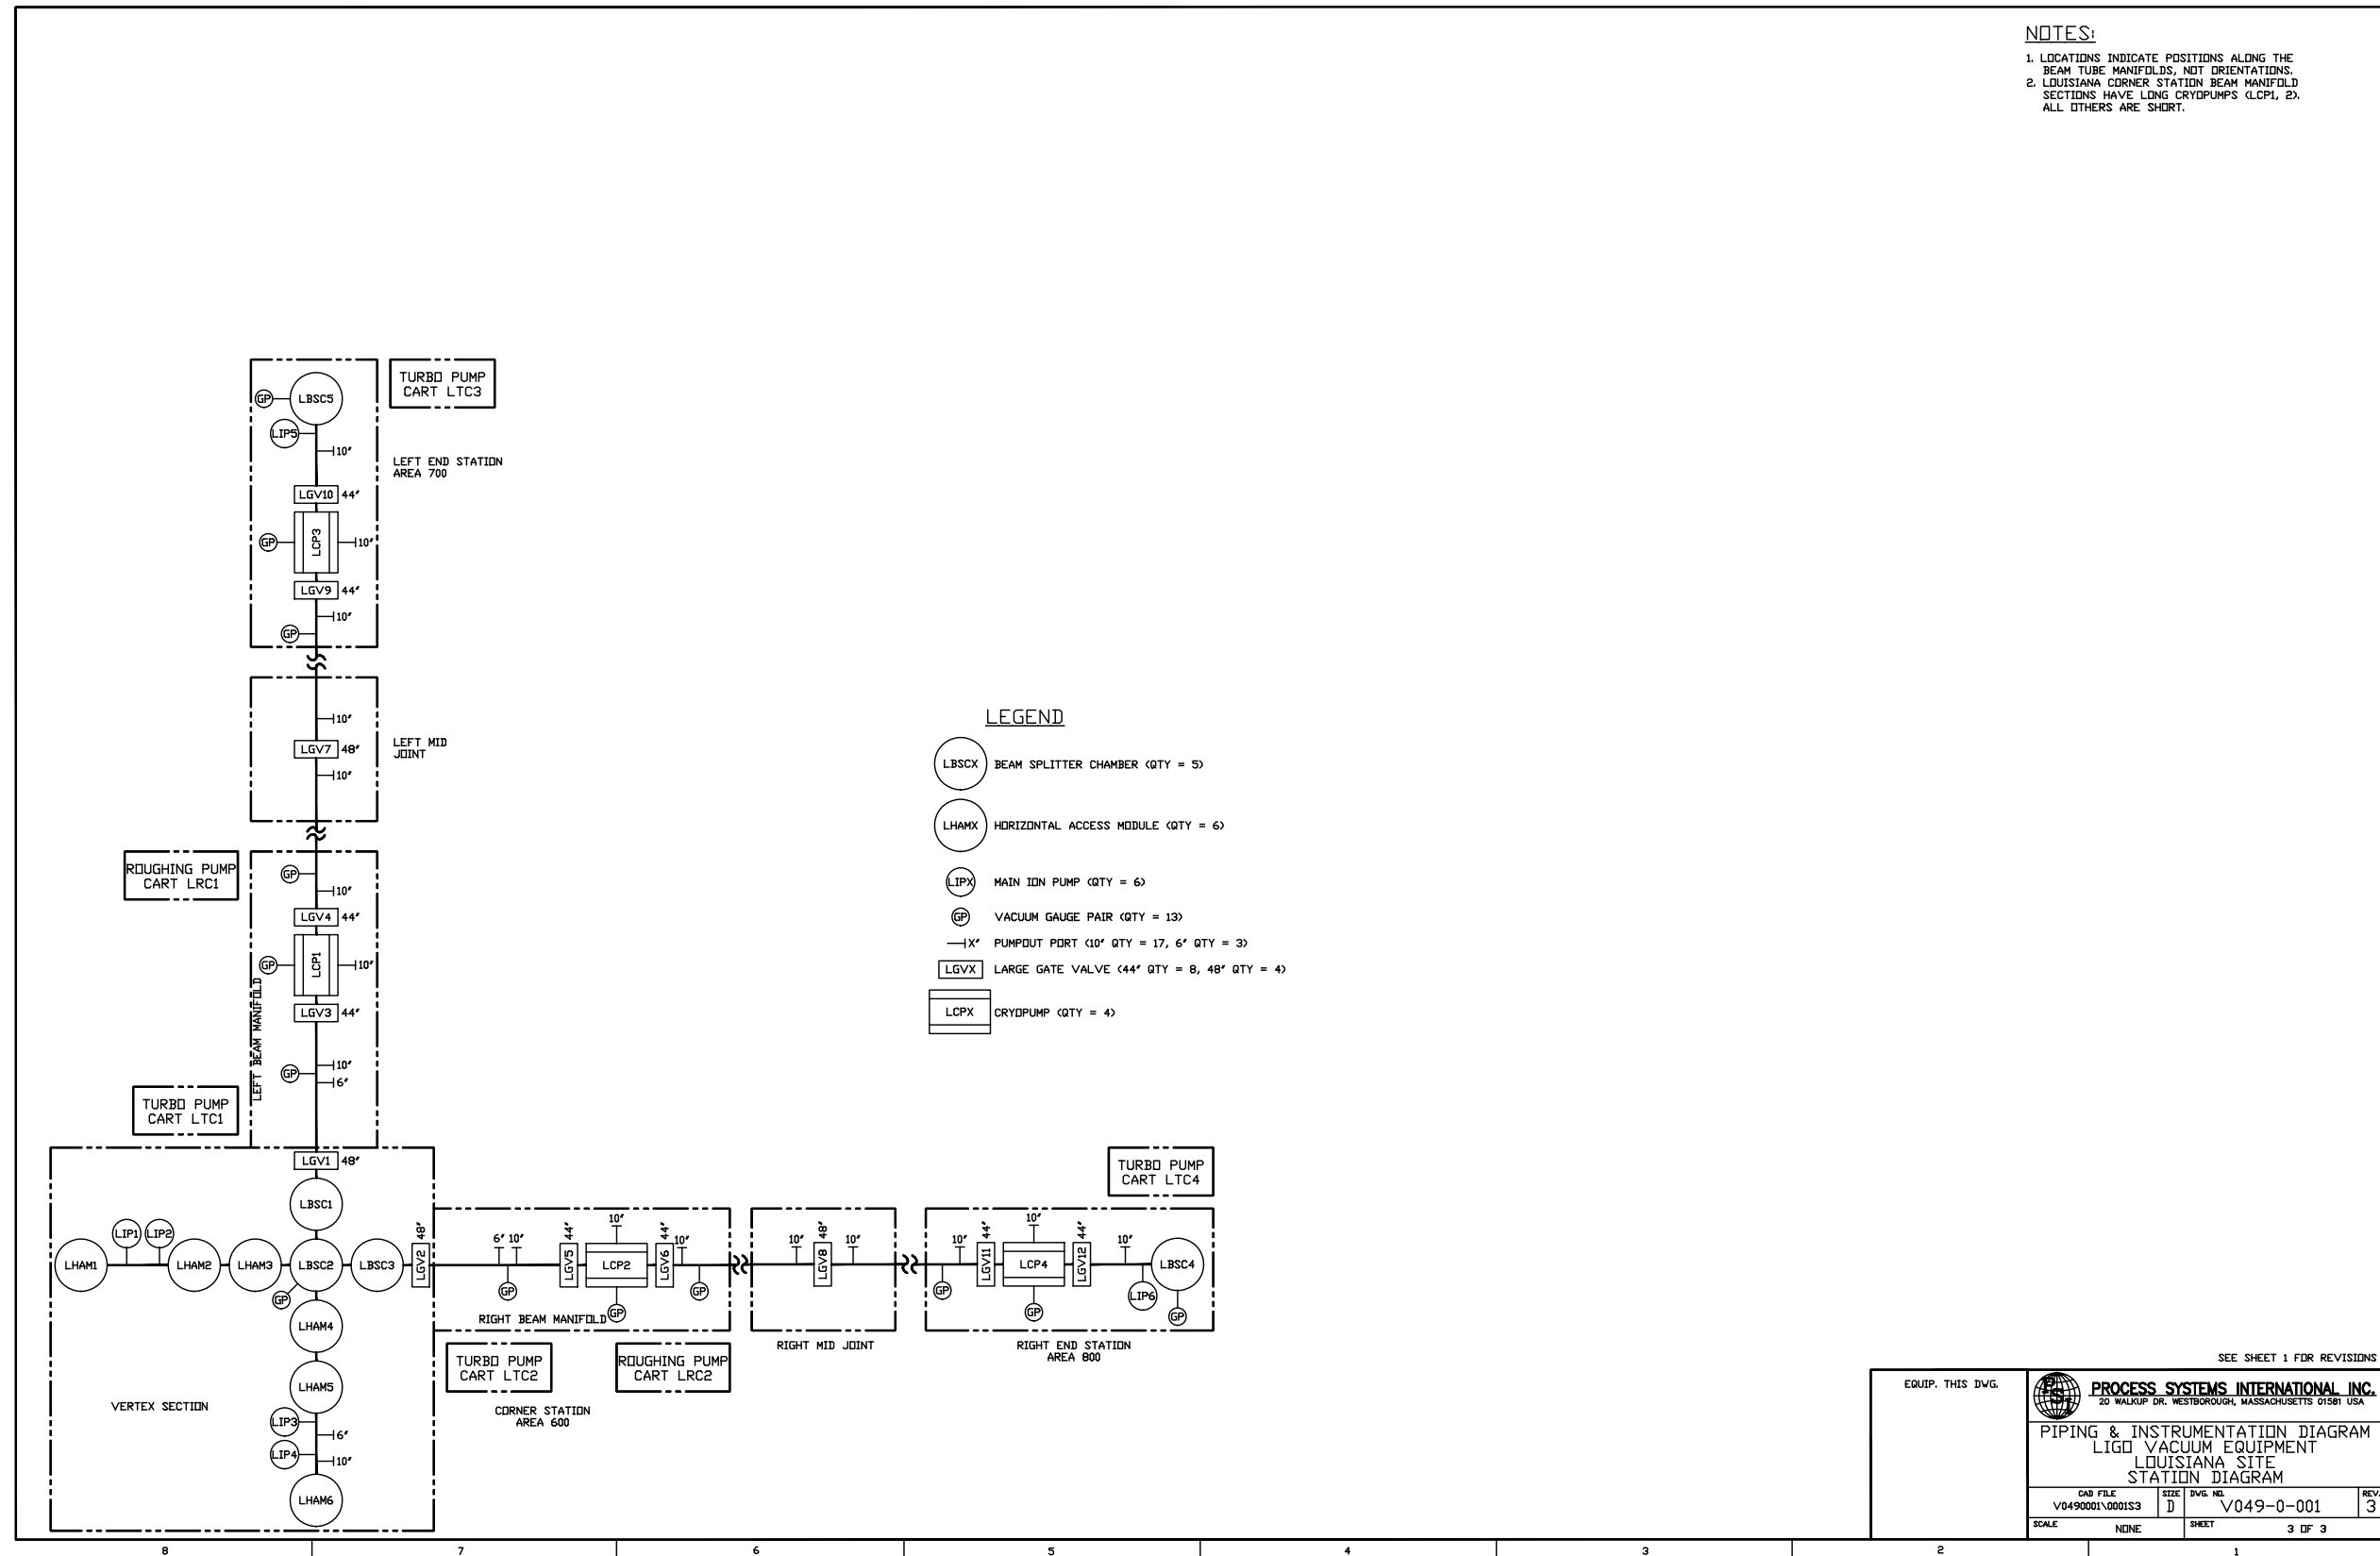 NOTES:
1. LOCATIONS INDICATE POSITIONS ALONG THE
BEAM TUBE MANIFOLDS, NOT ORIENTATIONS.
2. LOUISIANA CORNER STATION BEAM MANIFOLD
SECTIONS HAVE LONG CRYOPUMPS (LCP1, 2).
ALL OTHERS ARE SHORT.
TURBO PUMP
CART LTC3
GP
LBSC5
LIP5
10"
LEFT END STATION
AREA 700
LGV10 44"
GP
LCP3
10"
LGV9 44"
10"
GP
10"
LGV7 48"
LEFT MID
JOINT
10"
ROUGHING PUMP
CART LRC1
GP
10"
LGV4 44"
GP
LCP1
10"
LEFT BEAM MANIFOLD
LGV3 44"
10"
GP
6"
TURBO PUMP
CART LTC1
LEGEND
LBSCX BEAM SPLITTER CHAMBER (QTY = 5)
LHAMX HORIZONTAL ACCESS MODULE (QTY = 6)
LIPX MAIN ION PUMP (QTY = 6)
GP VACUUM GAUGE PAIR (QTY = 13)
X" PUMPOUT PORT (10" QTY = 17, 6" QTY = 3)
LGVX LARGE GATE VALVE (44" QTY = 8, 48" QTY = 4)
LCPX CRYOPUMP (QTY = 4)
LGV1 48"
LBSC1
LIP1 LIP2
LHAM1 LHAM2 LHAM3 LBSC2 LBSC3
LGV2 48"
GP
LHAM4
LHAM5
LIP3
6"
LIP4
10"
LHAM6
VERTEX SECTION
6" 10"
GP
LGV5 44"
10"
LCP2
GP
LGV6 44"
10"
GP
RIGHT BEAM MANIFOLD
TURBO PUMP
CART LTC2
ROUGHING PUMP
CART LRC2
CORNER STATION
AREA 600
10"
LGV8 48"
10"
RIGHT MID JOINT
TURBO PUMP
CART LTC4
10"
GP
LGV11 44"
10"
LCP4
GP
LGV12 44"
10"
LIP6
LBSC4
GP
RIGHT END STATION
AREA 800
SEE SHEET 1 FOR REVISIONS
EQUIP. THIS DWG.
PSI
PROCESS SYSTEMS INTERNATIONAL INC.
20 WALKUP DR. WESTBOROUGH, MASSACHUSETTS 01581 USA
PIPING & INSTRUMENTATION DIAGRAM
LIGO VACUUM EQUIPMENT
LOUISIANA SITE
STATION DIAGRAM
CAD FILE
V0490001\0001S3
SIZE
D
DWG. NO.
V049-0-001
REV.
3
SCALE
NONE
SHEET
3 OF 3
8 7 6 5 4 3 2 1